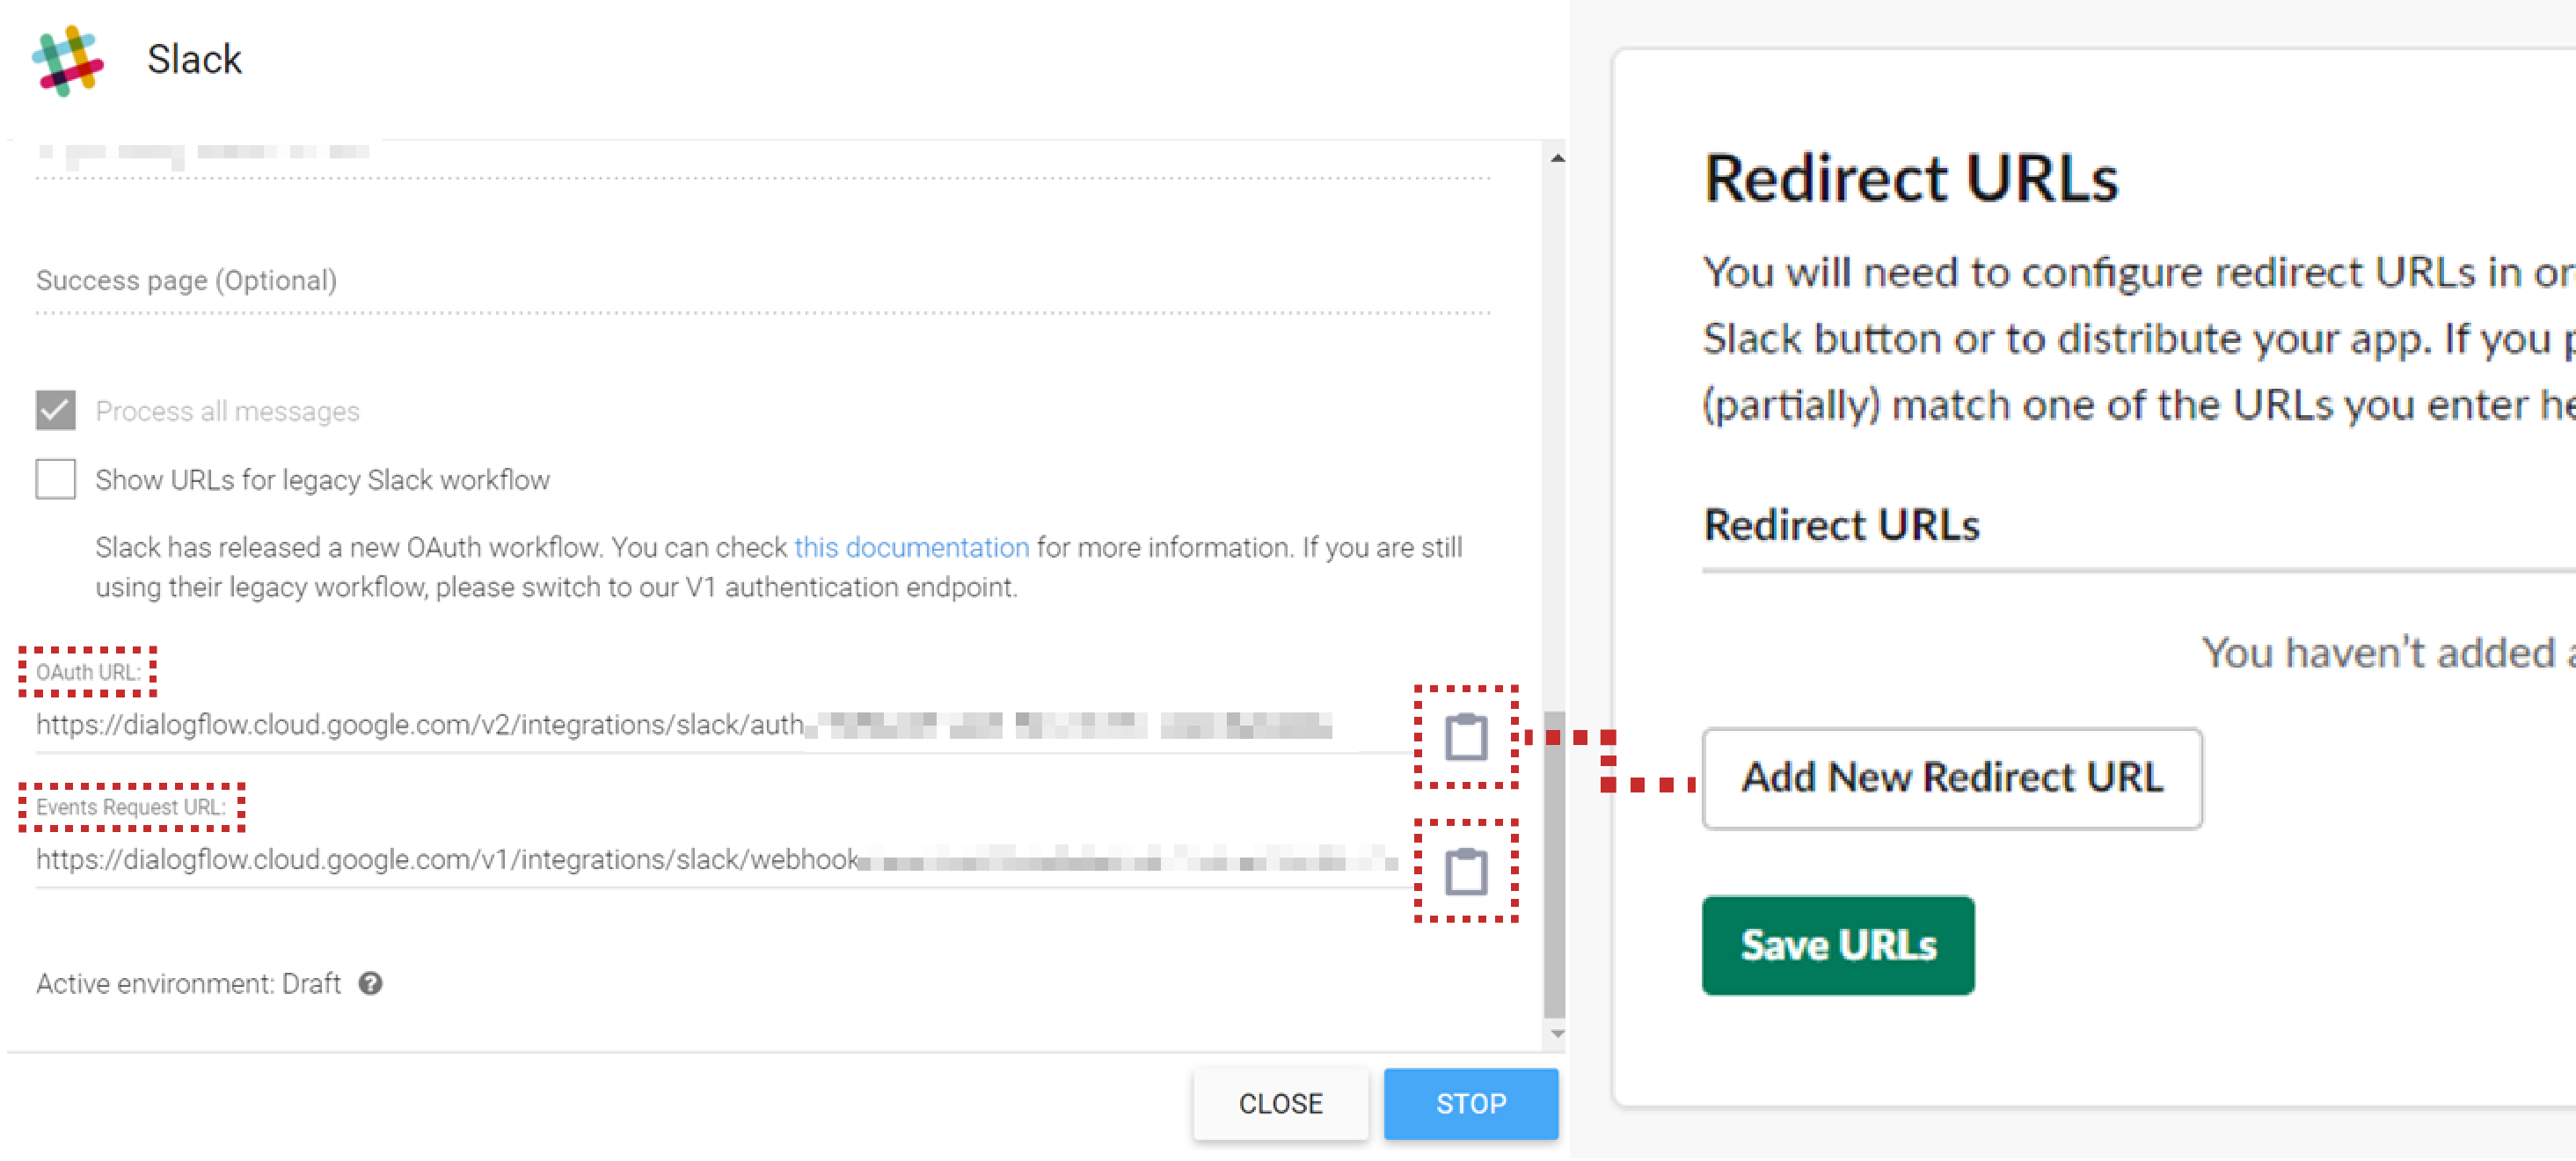 Slack
Success page (Optional)
Process all messages
Show URLs for legacy Slack workflow
Slack has released a new OAuth workflow. You can check this documentation for more information. If you are still
using their legacy workflow, please switch to our V1 authentication endpoint.
OAuth URL:
https://dialogflow.cloud.google.com/v2/integrations/slack/auth
Events Request URL:
https://dialogflow.cloud.google.com/v1/integrations/slack/webhook
Active environment: Draft
CLOSE
STOP
Redirect URLs
You will need to configure redirect URLs in
Slack button or to distribute your app. If you
(partially) match one of the URLs you enter
Redirect URLs
You haven't added
Add New Redirect URL
Save URLs